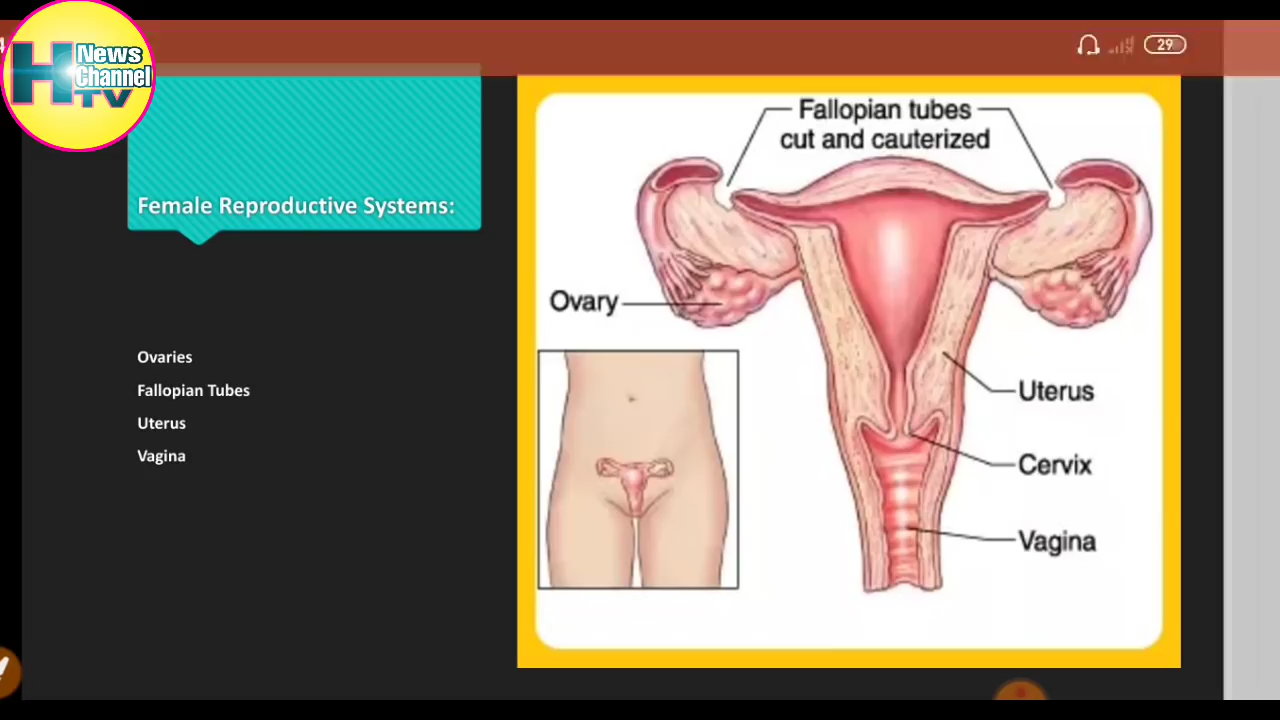 H News
Channel
TV
29
Female Reproductive Systems:
Ovaries
Fallopian Tubes
Uterus
Vagina
Fallopian tubes
cut and cauterized
Ovary
Uterus
Cervix
Vagina